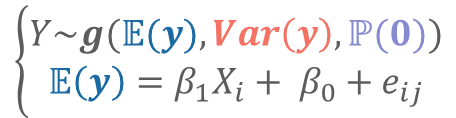 Y~g(𝔼(y),Var(y),ℙ(0))
𝔼(y) = β₁Xᵢ + β₀ + eᵢⱼ